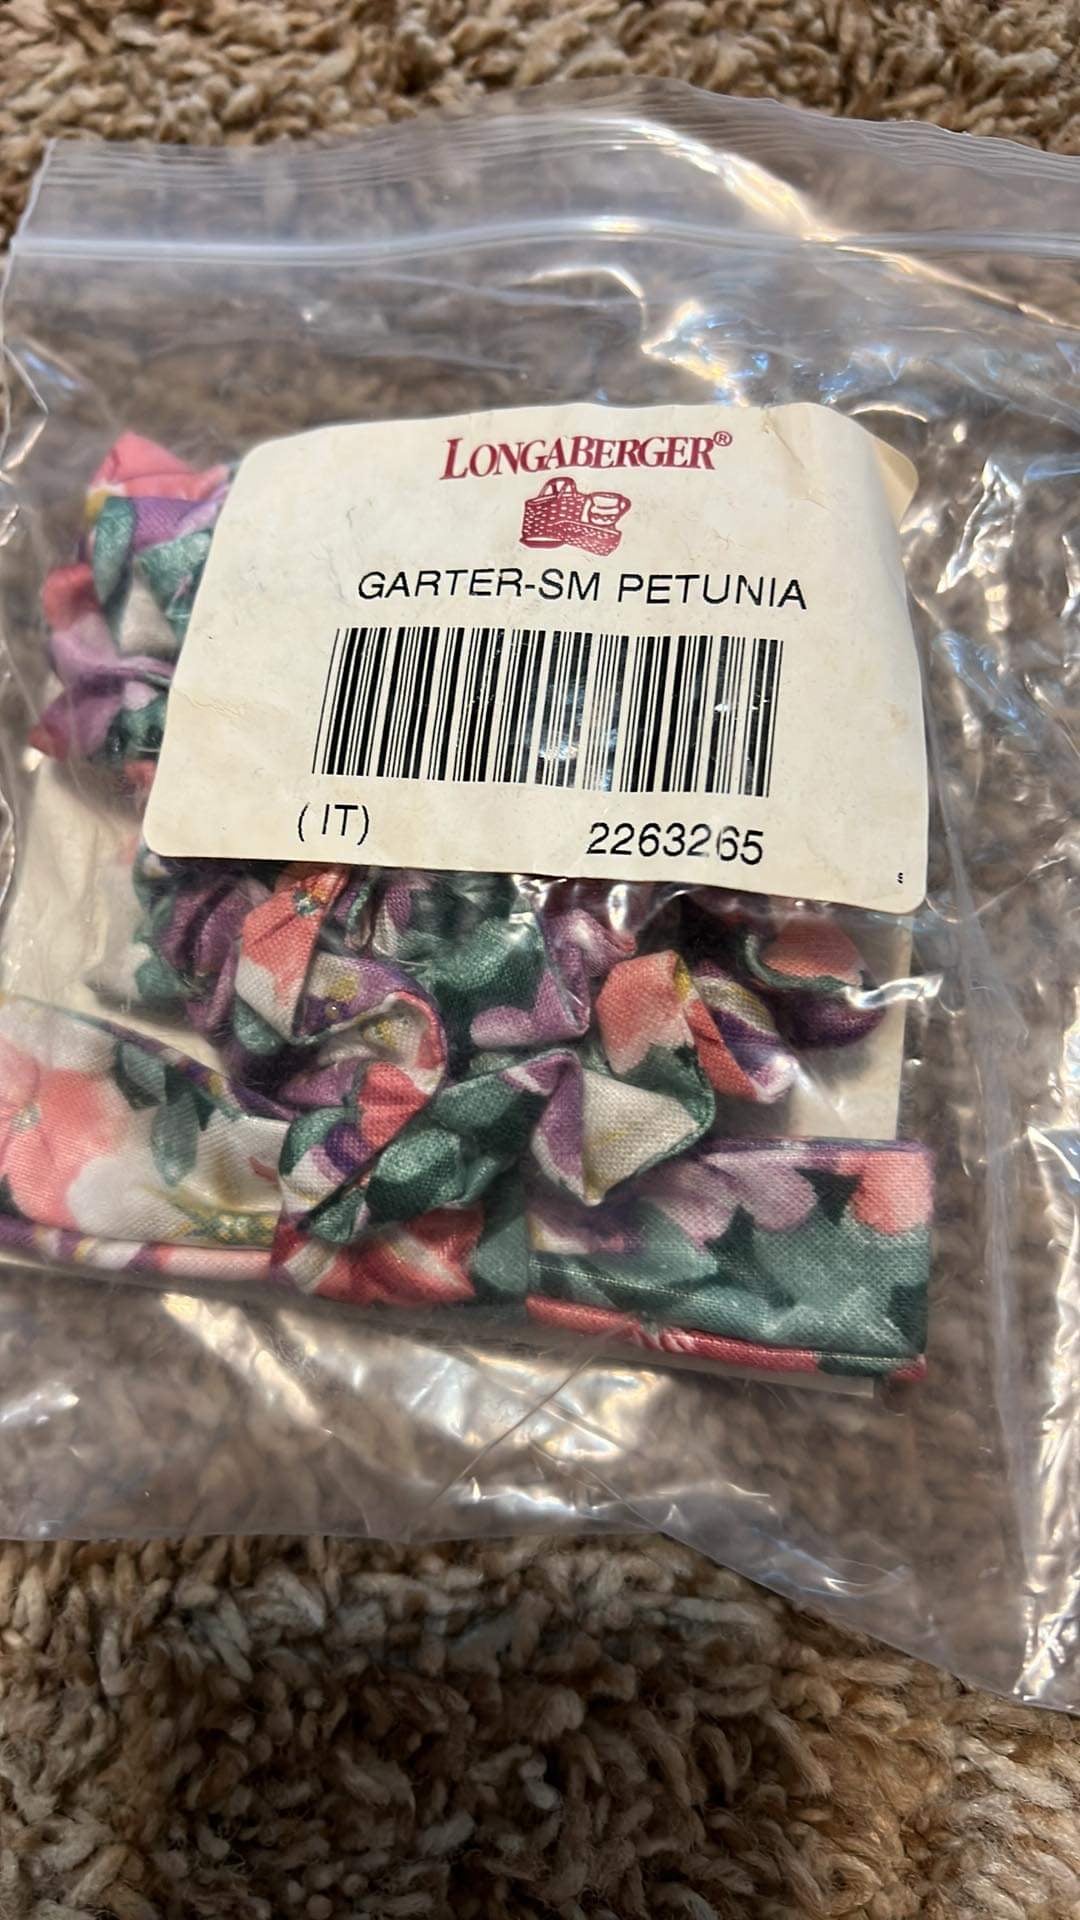 LONGABERGER®
GARTER-SM PETUNIA
( IT)
2263265